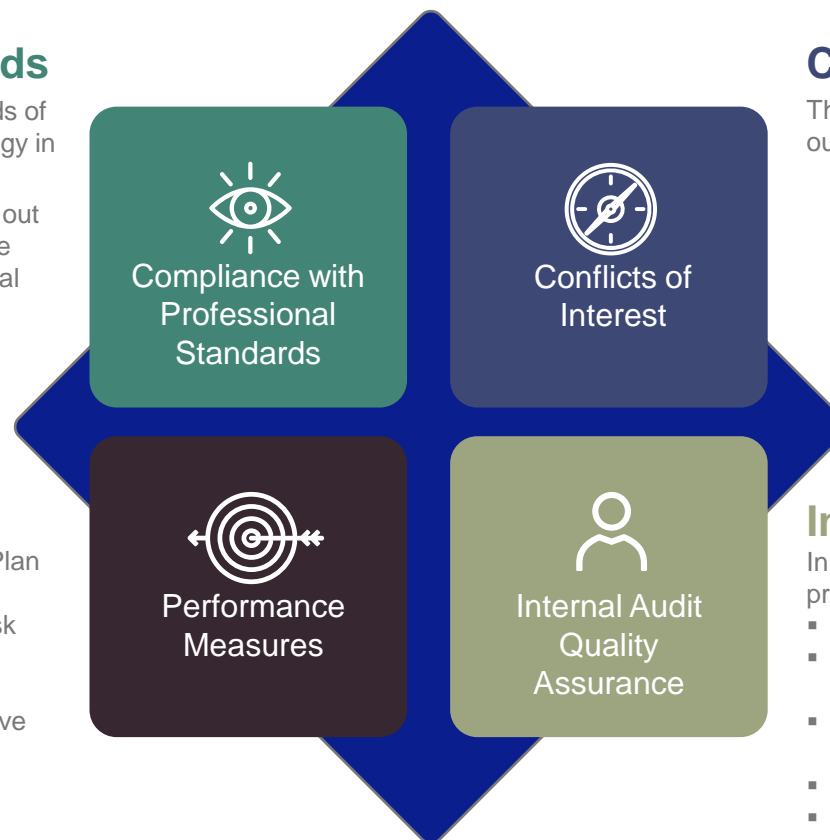 ds
ds of
gy in
out
e
al
Compliance with
Professional
Standards
C
Th
ou
Conflicts of
Interest
Plan
sk
ve
Performance
Measures
Internal Audit
Quality
Assurance
In
In
pr